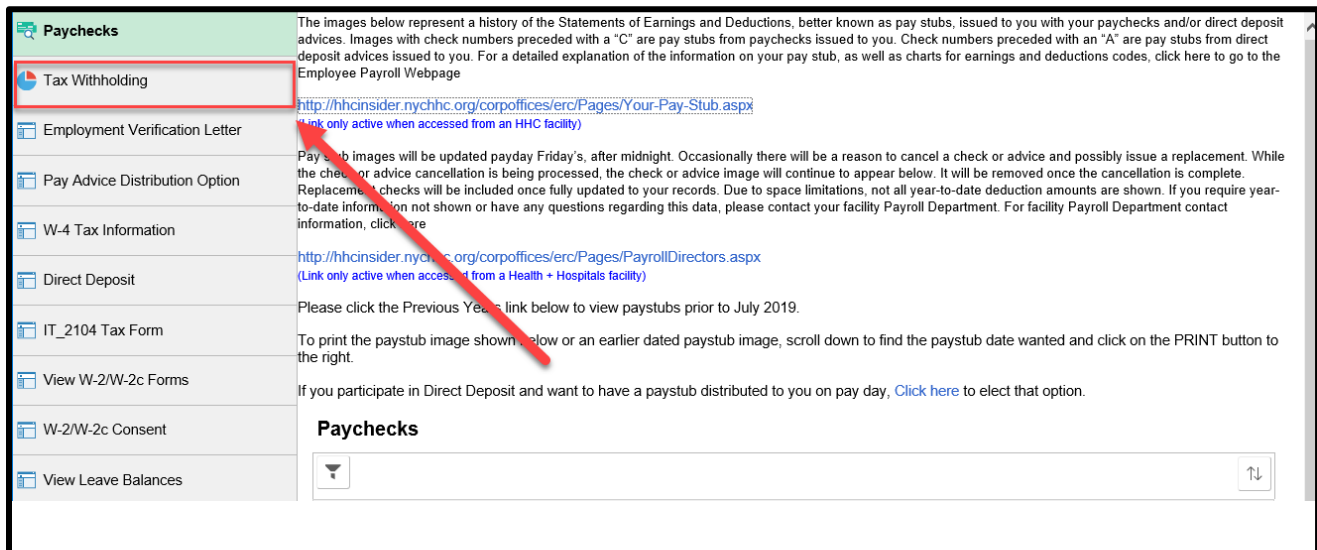 Paychecks
Tax Withholding
Employment Verification Letter
Pay Advice Distribution Option
W-4 Tax Information
Direct Deposit
IT_2104 Tax Form
View W-2/W-2c Forms
W-2/W-2c Consent
View Leave Balances
The images below represent a history of the Statements of Earnings and Deductions, better known as pay stubs, issued to you with your paychecks and/or direct deposit
advices. Images with check numbers preceded with a “C” are pay stubs from paychecks issued to you. Check numbers preceded with an “A” are pay stubs from direct
deposit advices issued to you. For a detailed explanation of the information on your pay stub, as well as charts for earnings and deductions codes, click here to go to the
Employee Payroll Webpage
http://hhcinsider.nychhc.org/corpoffices/erc/Pages/Your-Pay-Stub.aspx
(Link only active when accessed from an HHC facility)
Pay stub images will be updated payday Friday’s, after midnight. Occasionally there will be a reason to cancel a check or advice and possibly issue a replacement. While
the check or advice cancellation is being processed, the check or advice image will continue to appear below. It will be removed once the cancellation is complete.
Replacement checks will be included once fully updated to your records. Due to space limitations, not all year-to-date deduction amounts are shown. If you require year-
to-date information not shown or have any questions regarding this data, please contact your facility Payroll Department. For facility Payroll Department contact
information, click here
http://hhcinsider.nychhc.org/corpoffices/erc/Pages/PayrollDirectors.aspx
(Link only active when accessed from a Health + Hospitals facility)
Please click the Previous Years link below to view paystubs prior to July 2019.
To print the paystub image shown below or an earlier dated paystub image, scroll down to find the paystub date wanted and click on the PRINT button to
the right.
If you participate in Direct Deposit and want to have a paystub distributed to you on pay day, Click here to elect that option.
Paychecks